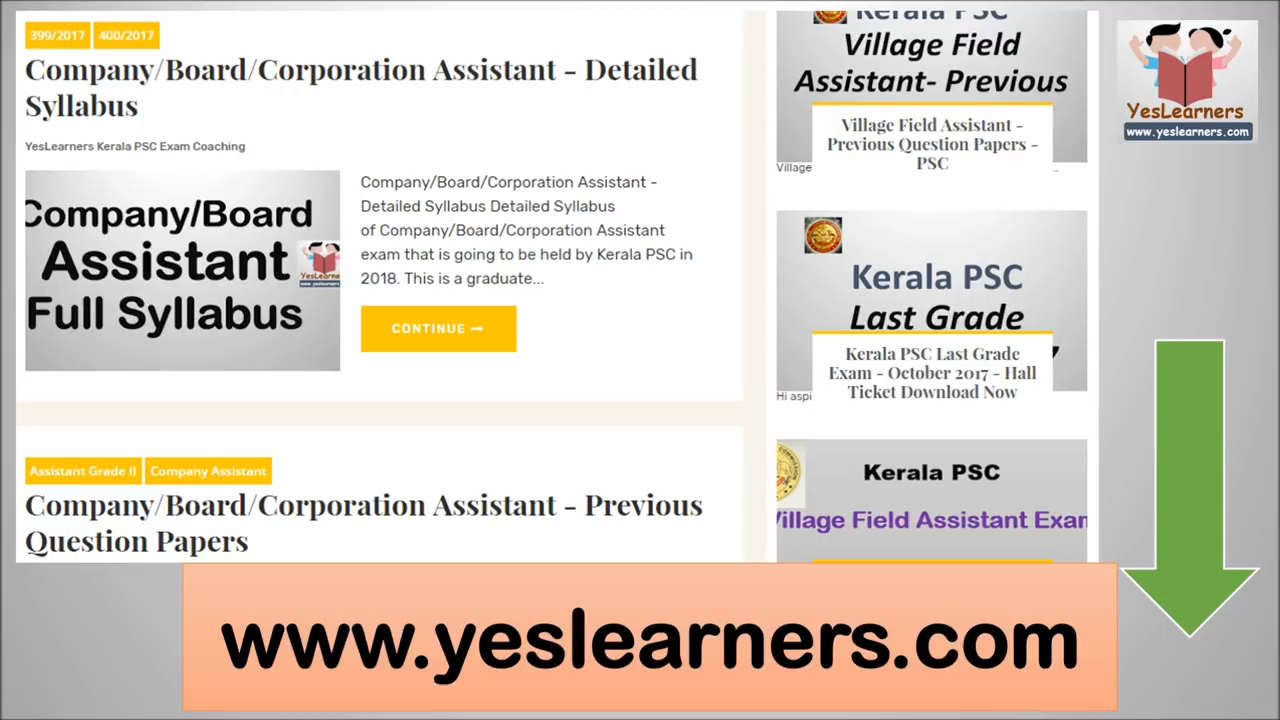 399/2017 400/2017
Company/Board/Corporation Assistant - Detailed
Syllabus
YesLearners Kerala PSC Exam Coaching
Company/Board
Assistant
Full Syllabus
YesLearners
Company/Board/Corporation Assistant -
Detailed Syllabus Detailed Syllabus
of Company/Board/Corporation Assistant
exam that is going to be held by Kerala PSC in
2018. This is a graduate...
CONTINUE
Assistant Grade II Company Assistant
Company/Board/Corporation Assistant - Previous
Question Papers
Kerala PSC
Village Field
Assistant- Previous
Village Field Assistant -
Previous Question Papers -
PSC
Village ..
Kerala PSC
Last Grade
Kerala PSC Last Grade
Exam - October 2017 - Hall
Ticket Download Now
Hi aspi
Kerala PSC
Village Field Assistant Exam
YesLearners
www.yeslearners.com
www.yeslearners.com